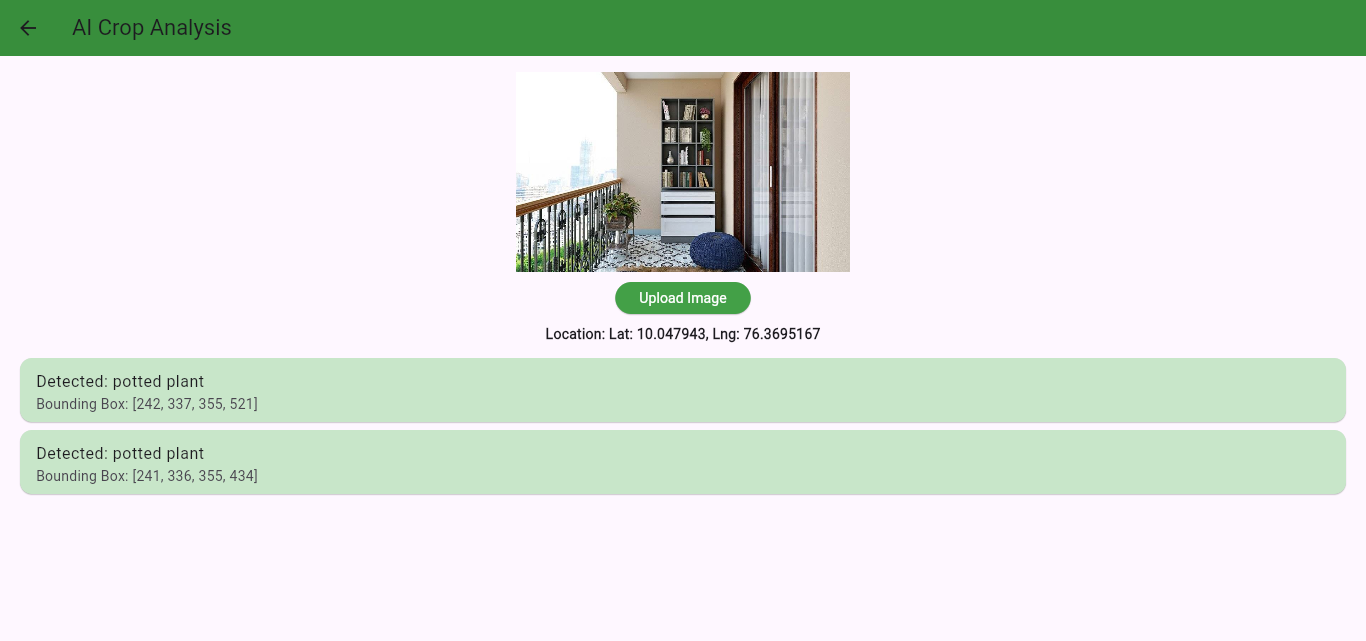 AI Crop Analysis
Upload Image
Location: Lat: 10.047943, Lng: 76.3695167
Detected: potted plant
Bounding Box: [242, 337, 355, 521]
Detected: potted plant
Bounding Box: [241, 336, 355, 434]